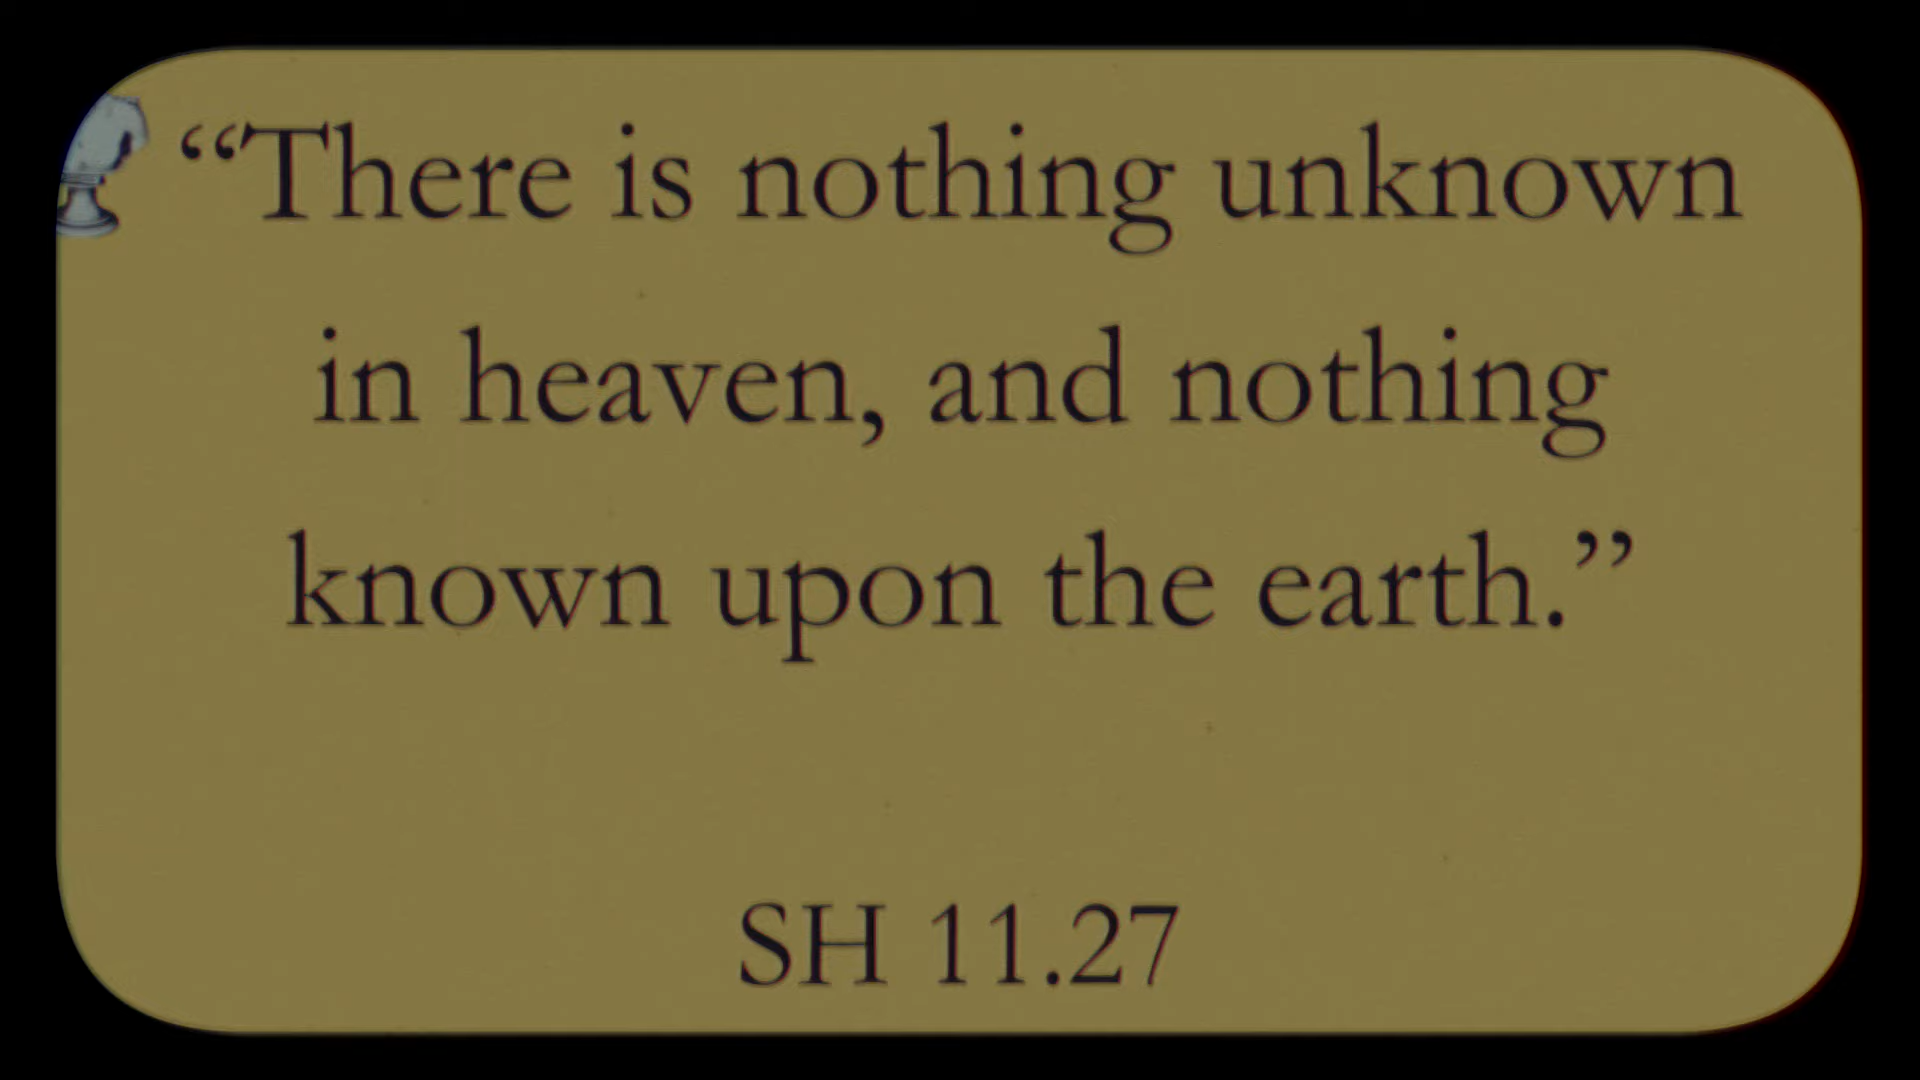 “There is nothing unknown
in heaven, and nothing
known upon the earth.”
SH 11.27